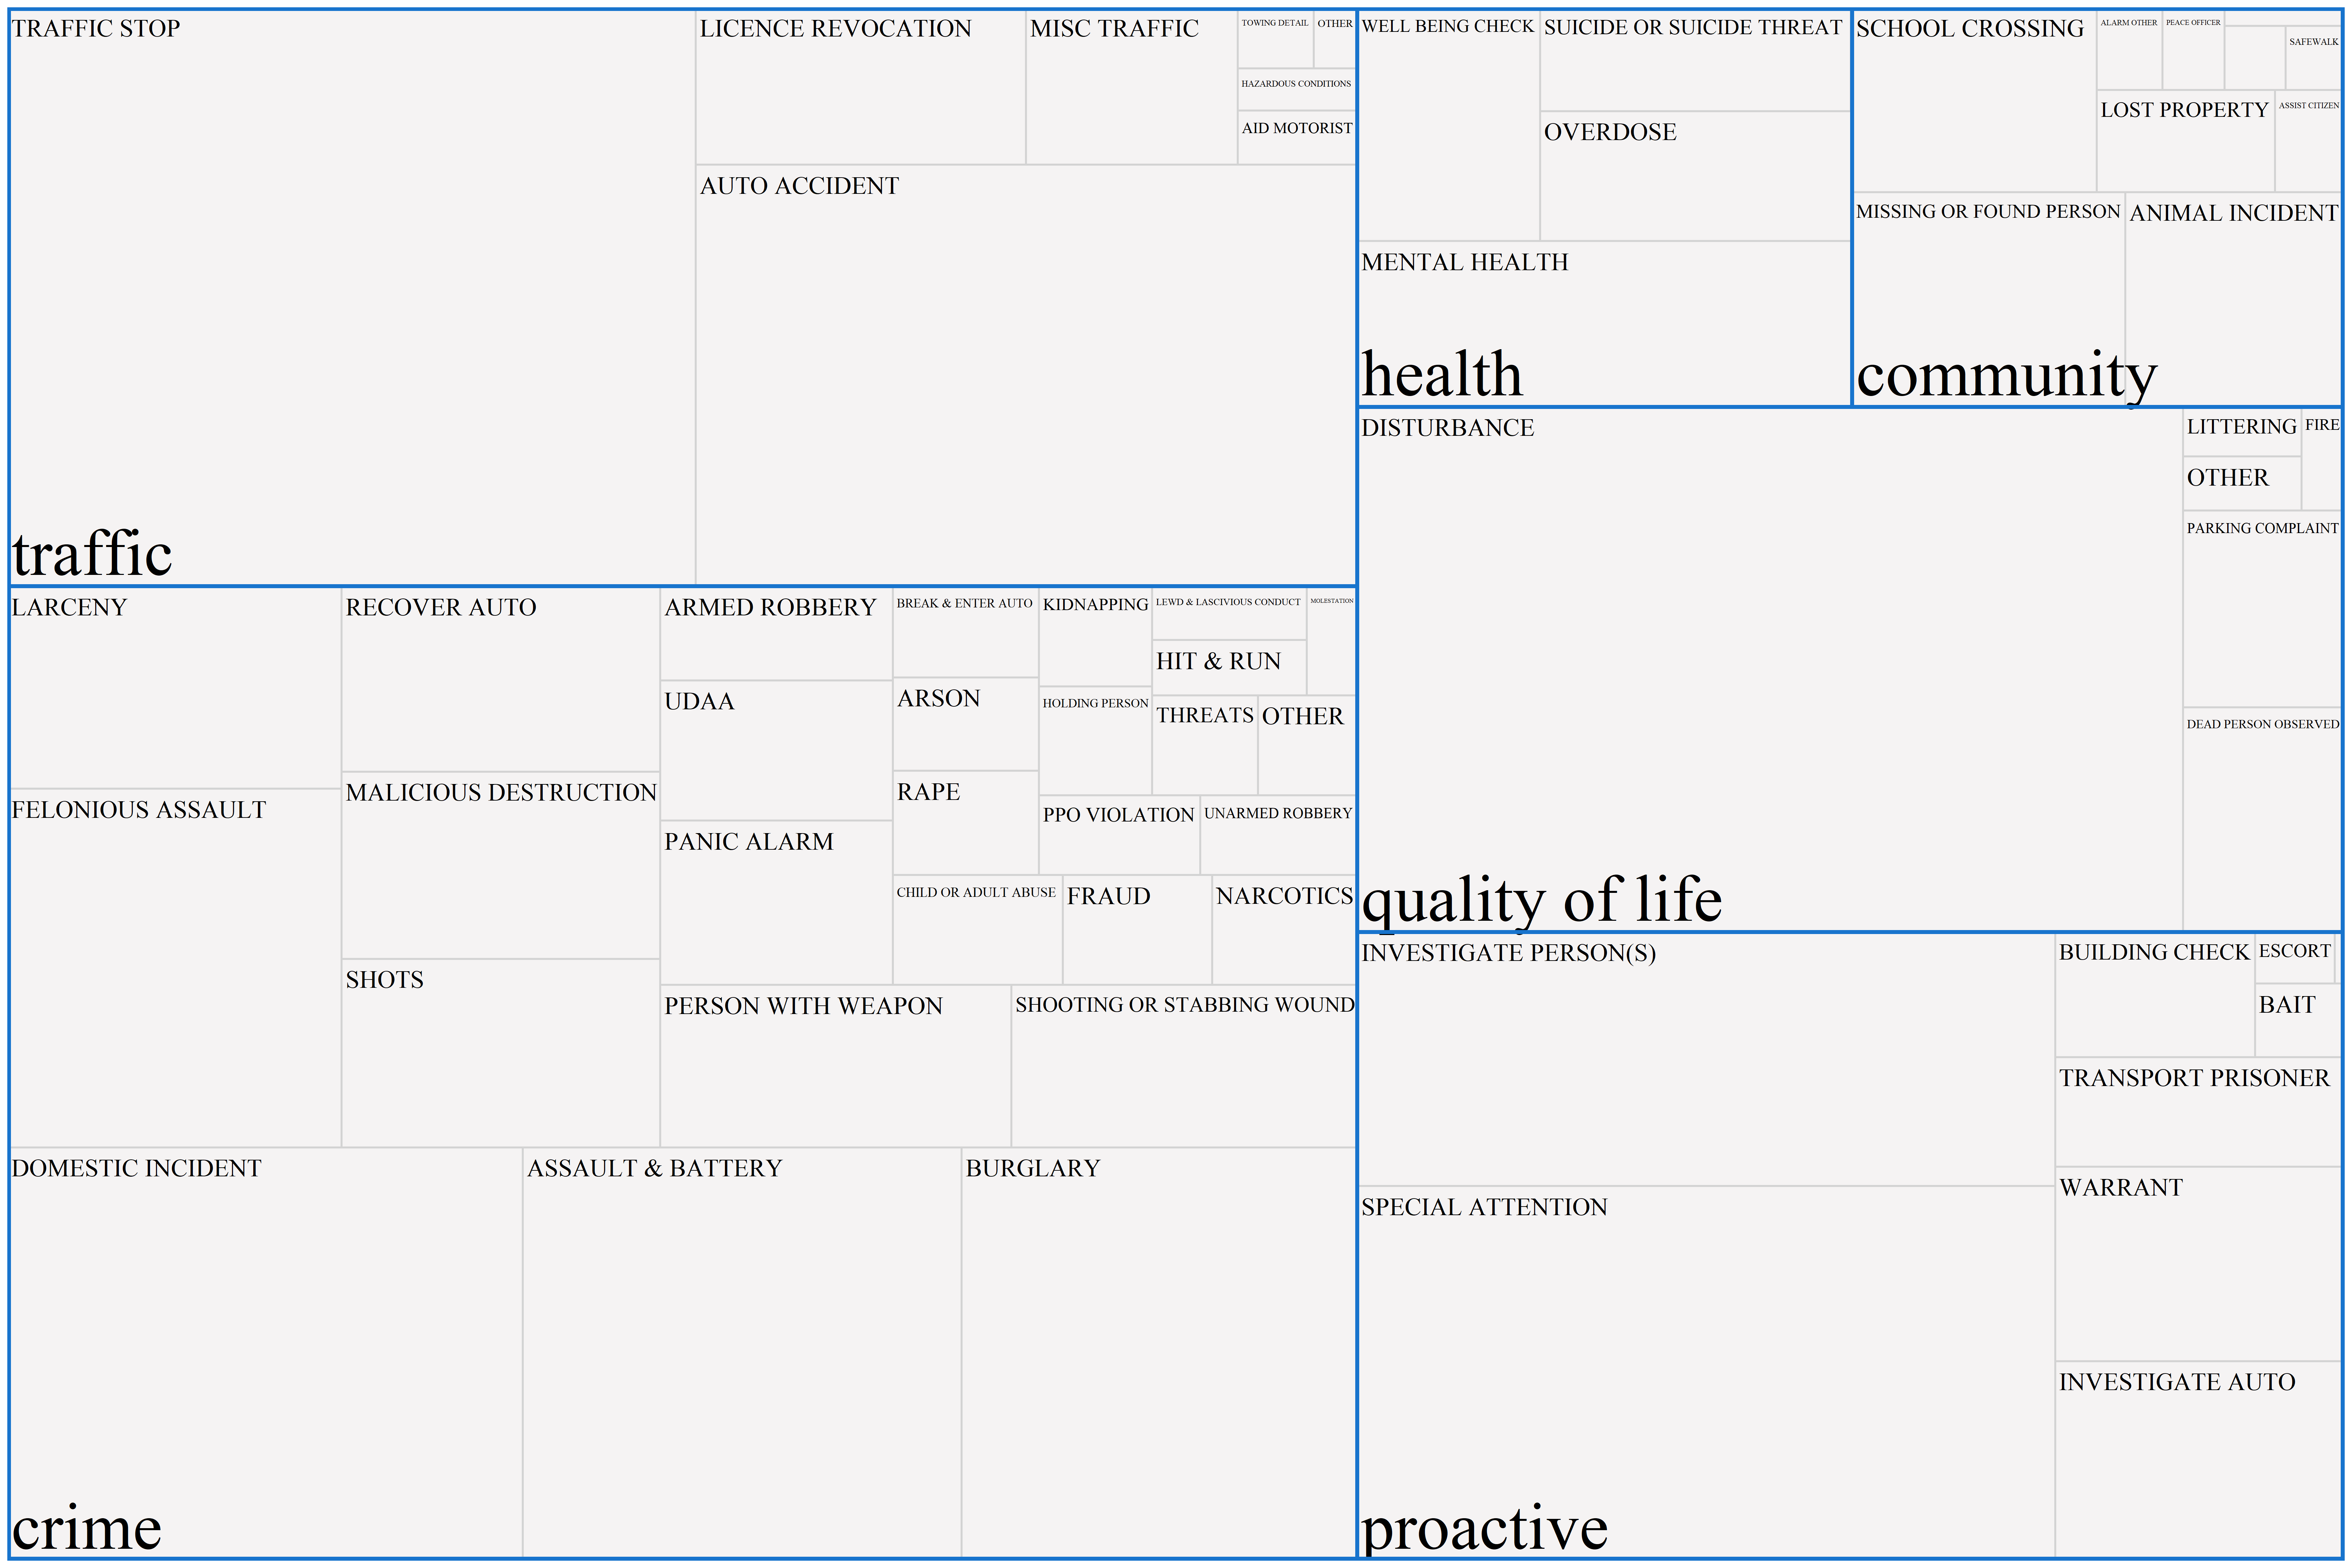 TRAFFIC STOP
LICENCE REVOCATION
MISC TRAFFIC
TOWING DETAIL
OTHER
HAZARDOUS CONDITIONS
AID MOTORIST
AUTO ACCIDENT
traffic
WELL BEING CHECK
SUICIDE OR SUICIDE THREAT
OVERDOSE
MENTAL HEALTH
health
SCHOOL CROSSING
ALARM OTHER
PEACE OFFICER
SAFEWALK
LOST PROPERTY
ASSIST CITIZEN
MISSING OR FOUND PERSON
ANIMAL INCIDENT
community
DISTURBANCE
LITTERING
FIRE
OTHER
PARKING COMPLAINT
DEAD PERSON OBSERVED
quality of life
LARCENY
RECOVER AUTO
ARMED ROBBERY
BREAK & ENTER AUTO
KIDNAPPING
LEWD & LASCIVIOUS CONDUCT
MOLESTATION
HIT & RUN
UDAA
ARSON
HOLDING PERSON
THREATS
OTHER
FELONIOUS ASSAULT
MALICIOUS DESTRUCTION
RAPE
PPO VIOLATION
UNARMED ROBBERY
PANIC ALARM
CHILD OR ADULT ABUSE
FRAUD
NARCOTICS
SHOTS
PERSON WITH WEAPON
SHOOTING OR STABBING WOUND
DOMESTIC INCIDENT
ASSAULT & BATTERY
BURGLARY
crime
INVESTIGATE PERSON(S)
BUILDING CHECK
ESCORT
BAIT
TRANSPORT PRISONER
WARRANT
SPECIAL ATTENTION
INVESTIGATE AUTO
proactive